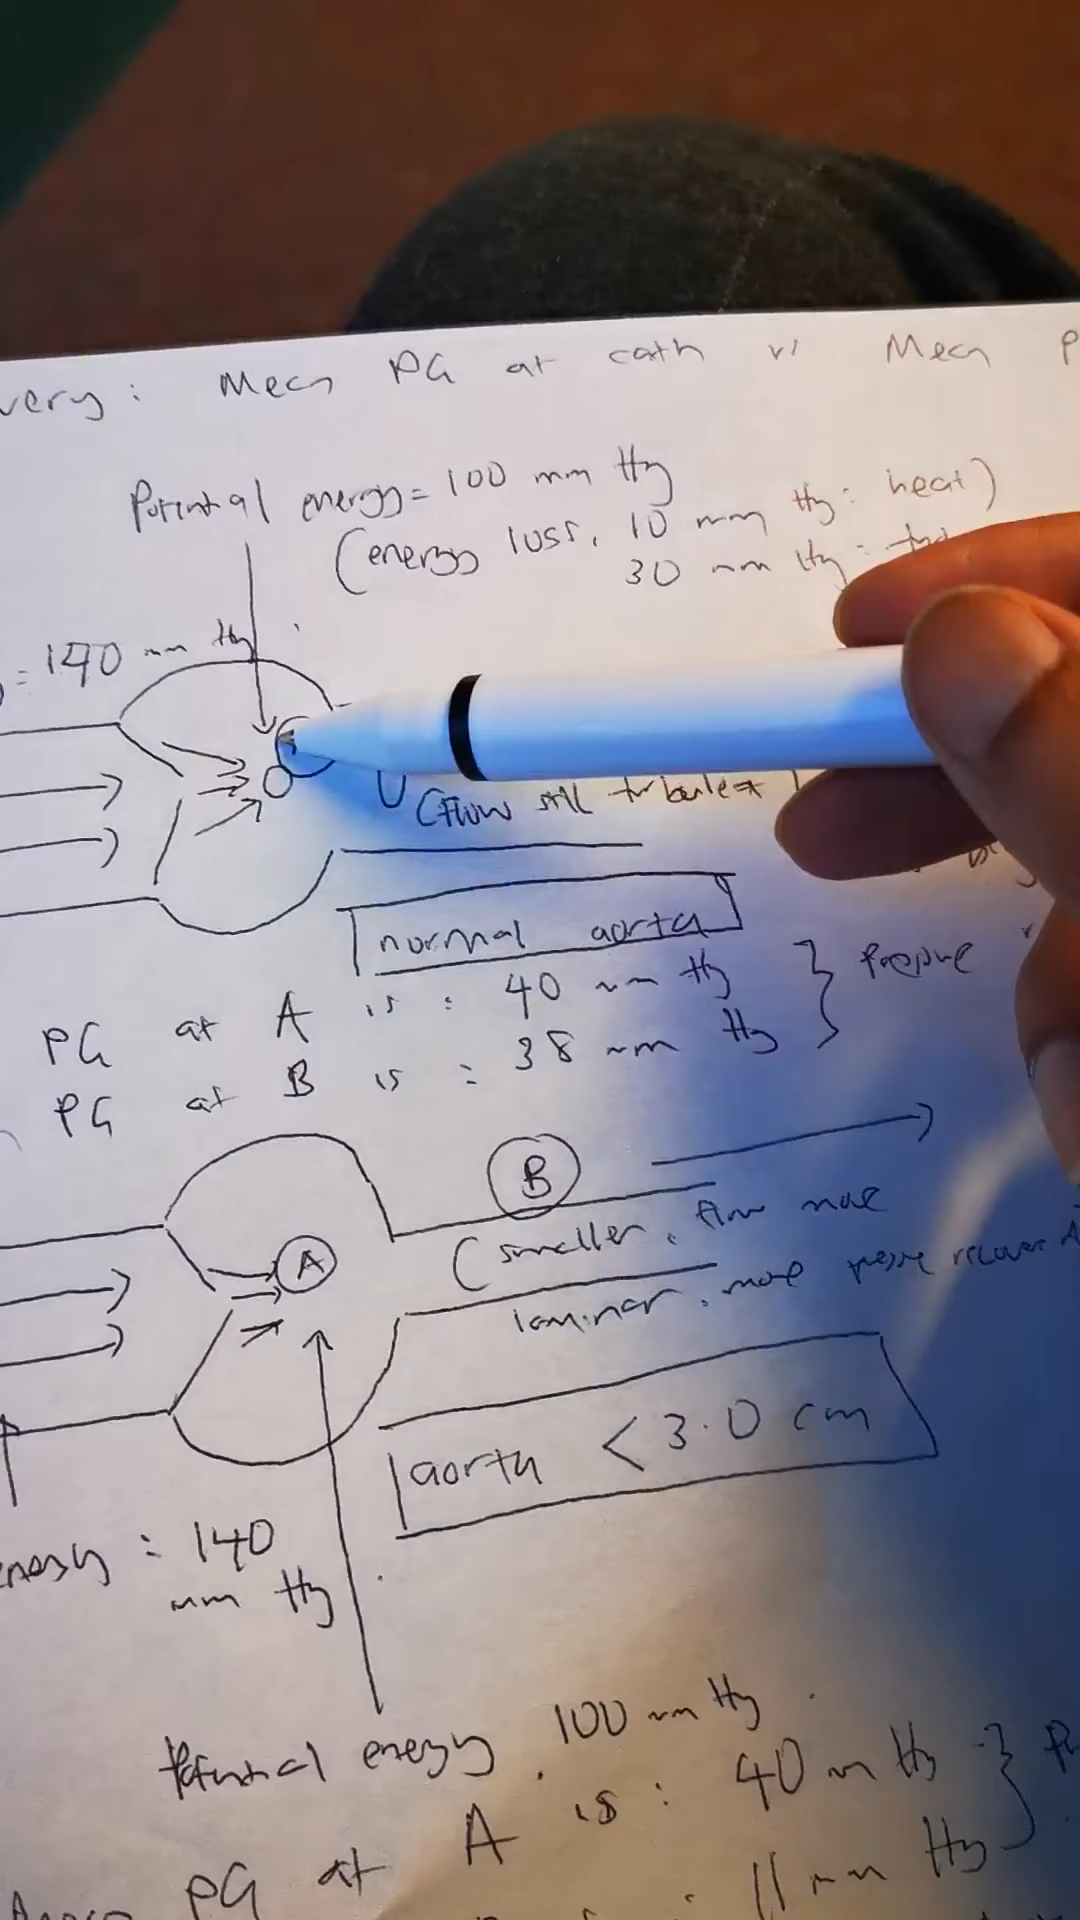 very: Mean PG at cath v/ Mean P
Potential energy = 100 mm Hg
(energy loss. 10 mm Hg: heat)
30 mm Hg:
= 140 mm Hg
(Flow still turbulent
normal aorta
PG at A is: 40 mm Hg
PG at B is: 38 mm Hg
B
(smaller. flow more
A
laminar. more pressure recover
aorta < 3.0 cm
energy: 140
mm Hg
Potential energy. 100 mm Hg
PG at A is: 40 mm Hg
11 mm Hg